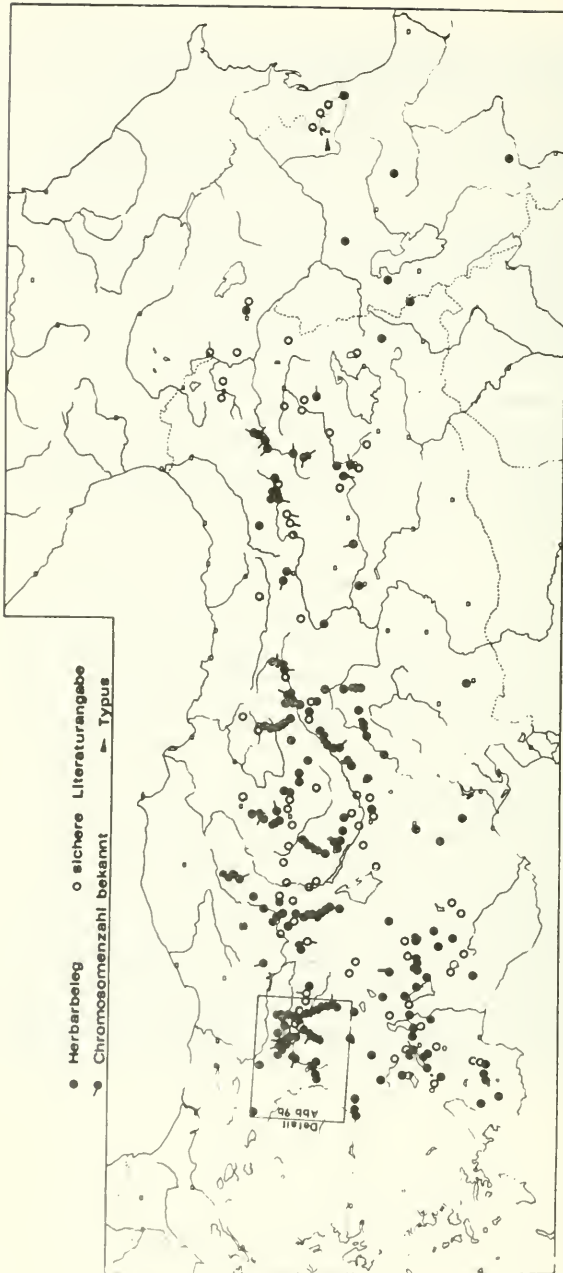 ● Herbarbeleg
o sichere Literaturangabe
Chromosomenzahl bekannt
Typus
?
Detail
Abb 9b